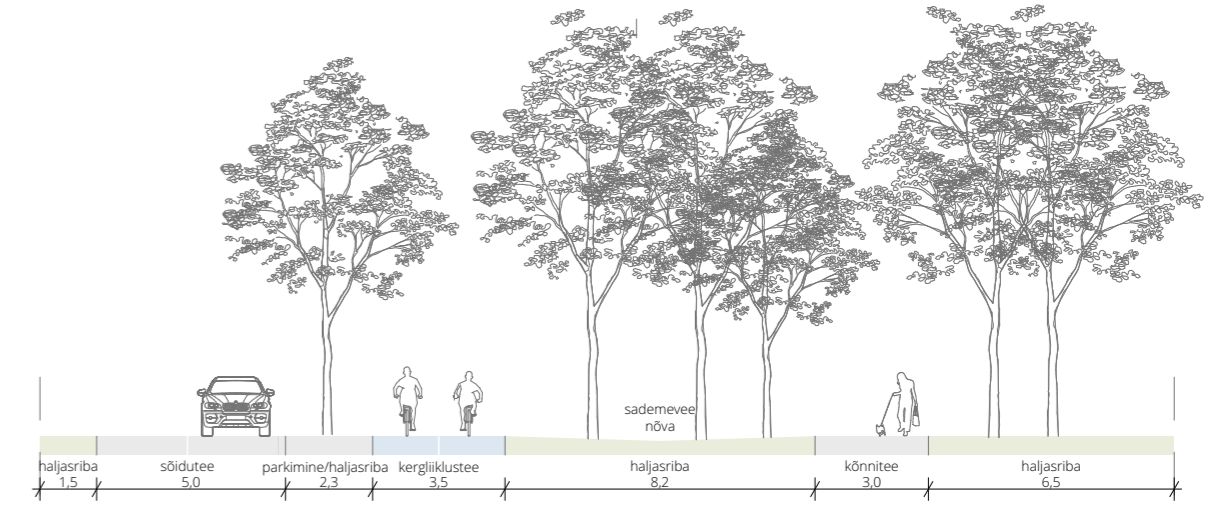 sademevee
nõva
haljasriba sõidutee parkimine/haljasriba kergliiklustee haljasriba kõnnitee haljasriba
1,5 5,0 2,3 3,5 8,2 3,0 6,5